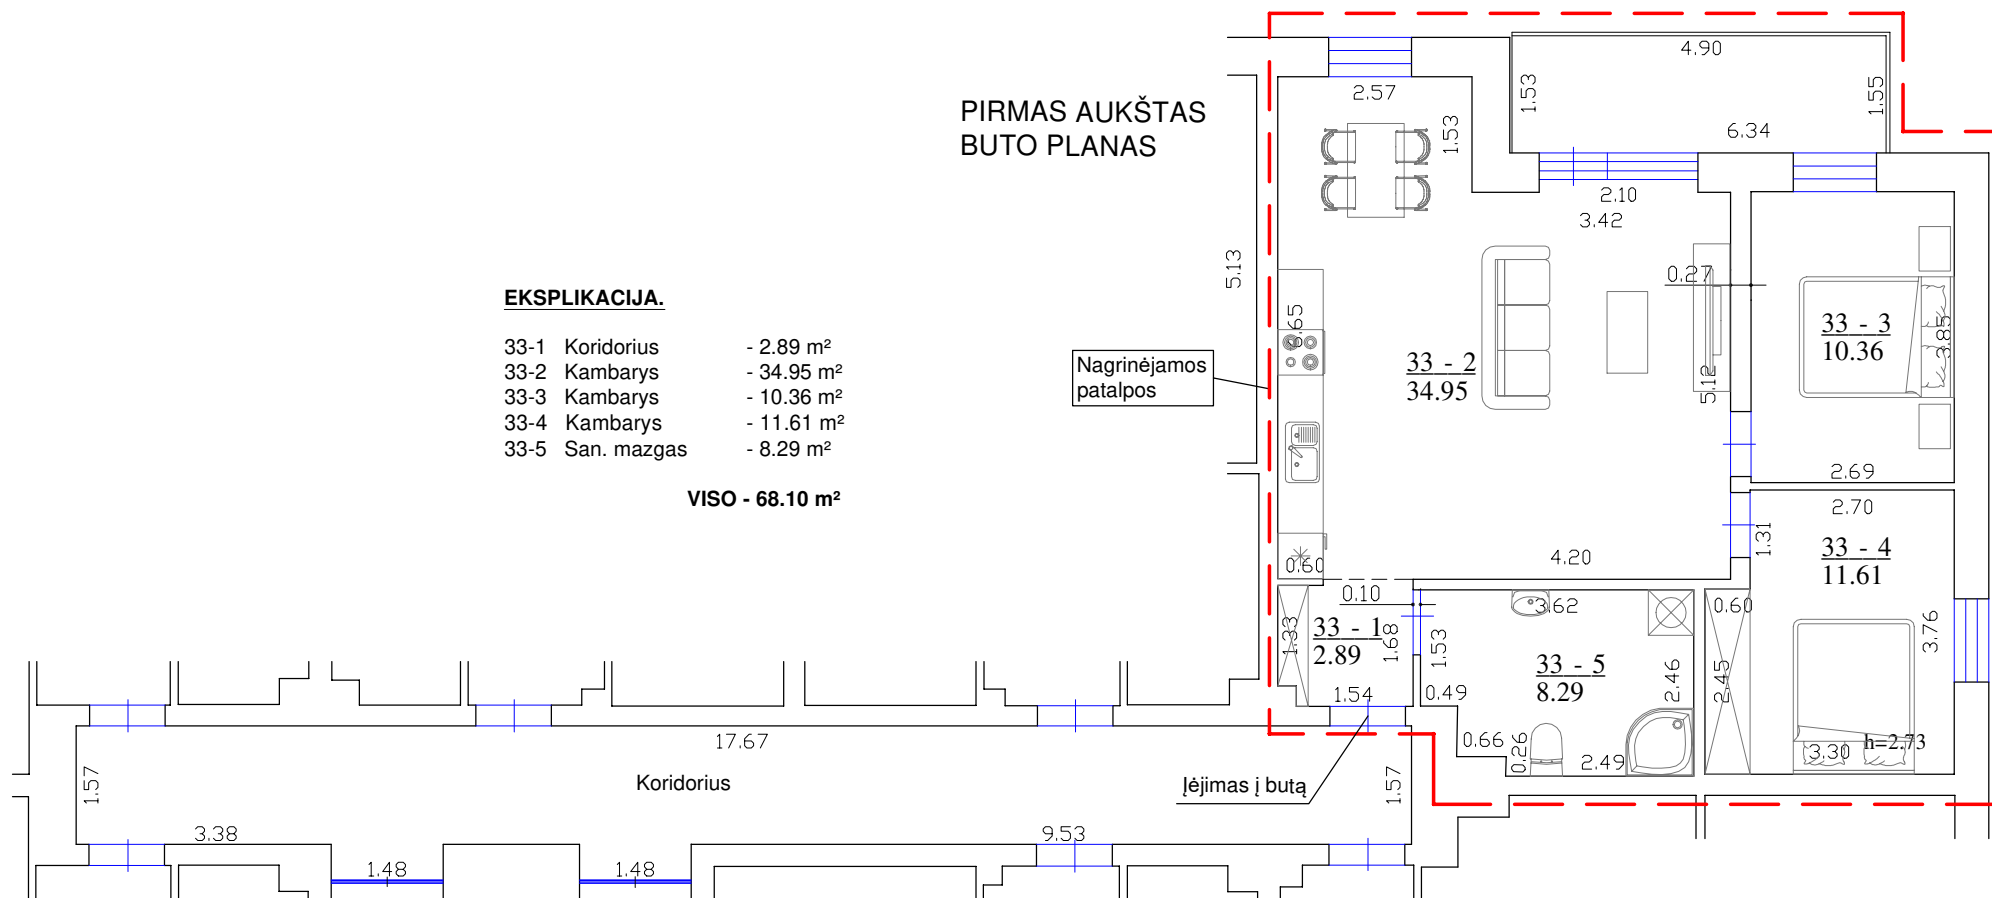 4.90
1.53
1.55
2.57
PIRMAS AUKŠTAS
BUTO PLANAS
1.53
6.34
2.10
3.42
5.13
0.27
EKSPLIKACIJA.
33-1 Koridorius - 2.89 m²
33-2 Kambarys - 34.95 m²
33-3 Kambarys - 10.36 m²
33-4 Kambarys - 11.61 m²
33-5 San. mazgas - 8.29 m²
VISO - 68.10 m²
Nagrinėjamos
patalpos
33 - 2
34.95
5.12
33 - 3
10.36
3.85
2.69
2.70
1.31
33 - 4
11.61
4.20
0.60
0.10
1.33
33 - 1
2.89
1.68
1.53
3.62
0.60
3.76
33 - 5
8.29
2.46
2.45
1.54
0.49
0.66
0.26
2.49
3.30
h=2.73
17.67
Koridorius
1.57
1.57
Įėjimas į butą
3.38
9.53
1.48
1.48